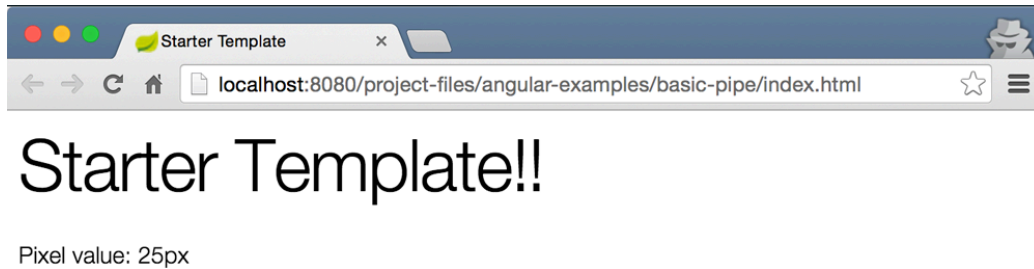 Starter Template
localhost:8080/project-files/angular-examples/basic-pipe/index.html
Starter Template!!
Pixel value: 25px